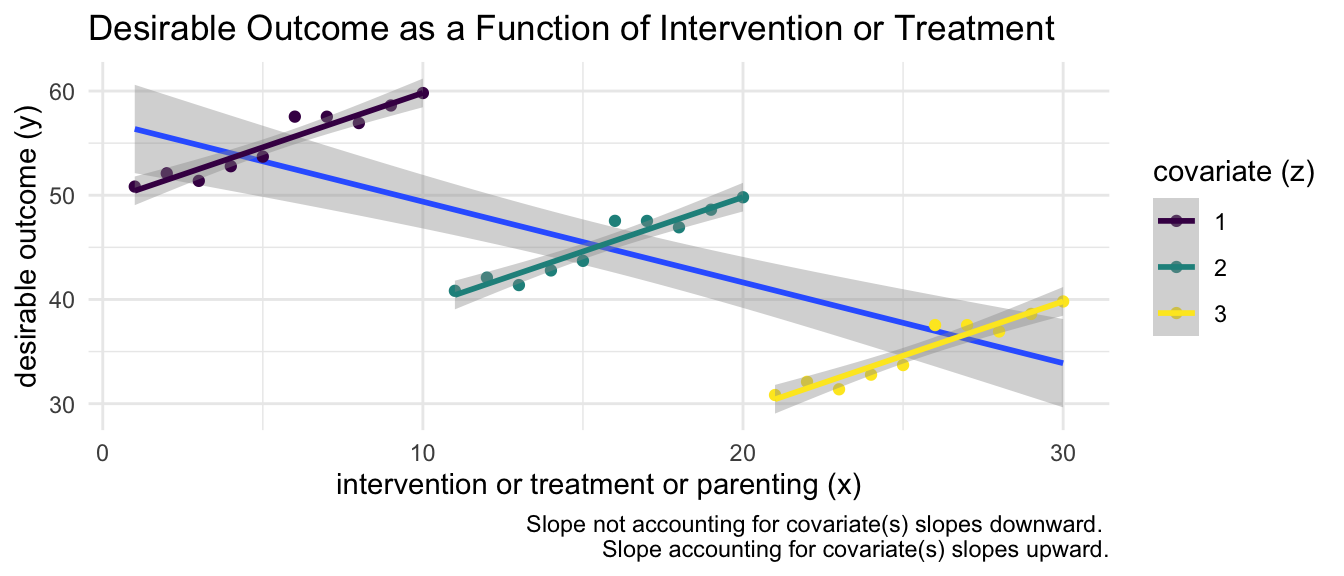 Desirable Outcome as a Function of Intervention or Treatment
60
50
40
30
desirable outcome (y)
0 10 20 30
intervention or treatment or parenting (x)
covariate (z)
1
2
3
Slope not accounting for covariate(s) slopes downward.
Slope accounting for covariate(s) slopes upward.